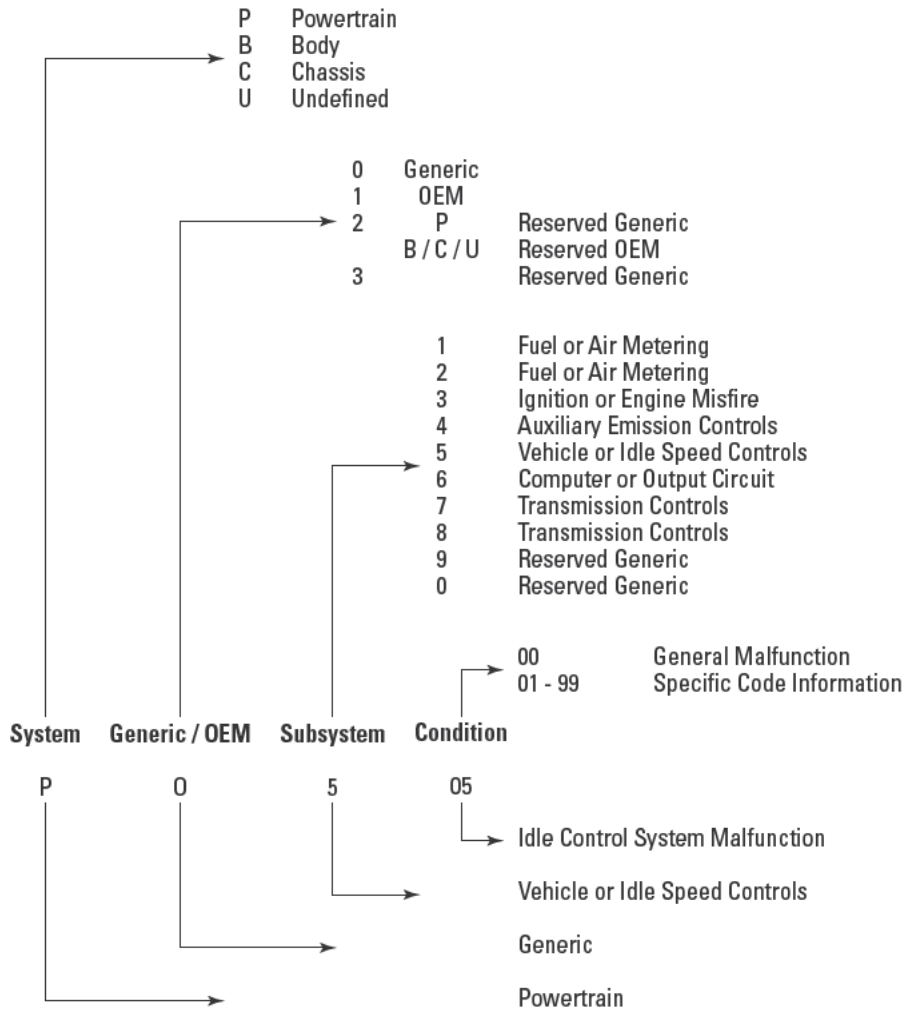 P Powertrain
B Body
C Chassis
U Undefined
0 Generic
1 OEM
2 P Reserved Generic
B / C / U Reserved OEM
3 Reserved Generic
1 Fuel or Air Metering
2 Fuel or Air Metering
3 Ignition or Engine Misfire
4 Auxiliary Emission Controls
5 Vehicle or Idle Speed Controls
6 Computer or Output Circuit
7 Transmission Controls
8 Transmission Controls
9 Reserved Generic
0 Reserved Generic
00 General Malfunction
01 - 99 Specific Code Information
System Generic / OEM Subsystem Condition
P 0 5 05
Idle Control System Malfunction
Vehicle or Idle Speed Controls
Generic
Powertrain